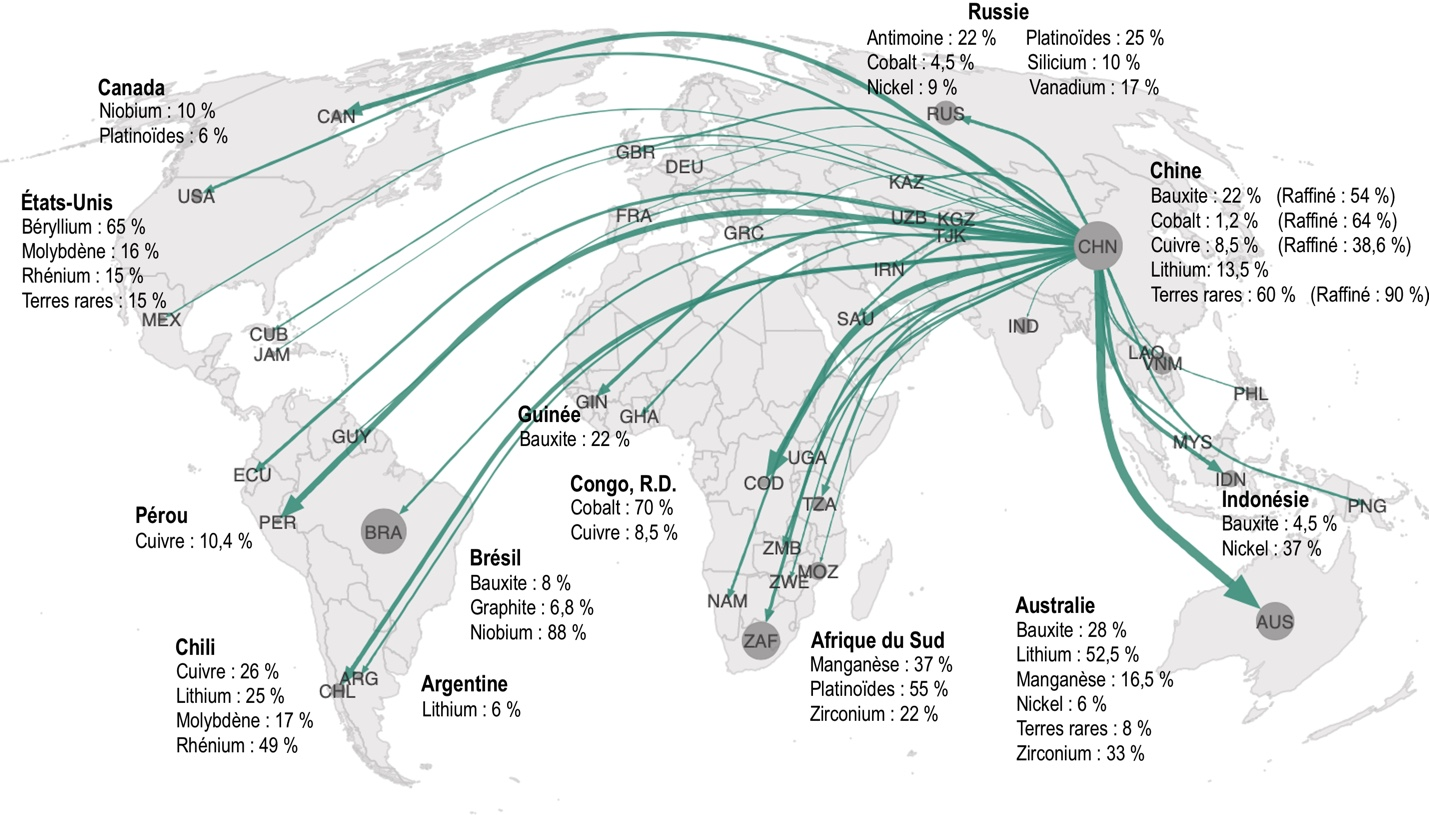 Russie
Antimoine : 22 % Platinoïdes : 25 %
Cobalt : 4,5 % Silicium : 10 %
Nickel : 9 % Vanadium : 17 %
Canada
Niobium : 10 %
Platinoïdes : 6 %
CAN
RUS
GBR
DEU
KAZ
Chine
Bauxite : 22 % (Raffiné : 54 %)
Cobalt : 1,2 % (Raffiné : 64 %)
Cuivre : 8,5 % (Raffiné : 38,6 %)
Lithium: 13,5 %
Terres rares : 60 % (Raffiné : 90 %)
USA
États-Unis
Béryllium : 65 %
Molybdène : 16 %
Rhénium : 15 %
Terres rares : 15 %
FRA
GRC
UZB
KGZ
TJK
CHN
IRN
MEX
CUB
JAM
SAU
IND
LAO
VNM
PHL
GIN
GHA
Guinée
Bauxite : 22 %
GUY
MYS
ECU
UGA
COD
TZA
IDN
PNG
Indonésie
Bauxite : 4,5 %
Nickel : 37 %
Congo, R.D.
Cobalt : 70 %
Cuivre : 8,5 %
Pérou
Cuivre : 10,4 %
PER
BRA
Brésil
Bauxite : 8 %
Graphite : 6,8 %
Niobium : 88 %
ZMB
MOZ
ZWE
NAM
ZAF
AUS
Afrique du Sud
Manganèse : 37 %
Platinoïdes : 55 %
Zirconium : 22 %
Australie
Bauxite : 28 %
Lithium : 52,5 %
Manganèse : 16,5 %
Nickel : 6 %
Terres rares : 8 %
Zirconium : 33 %
Chili
Cuivre : 26 %
Lithium : 25 %
Molybdène : 17 %
Rhénium : 49 %
ARG
CHL
Argentine
Lithium : 6 %